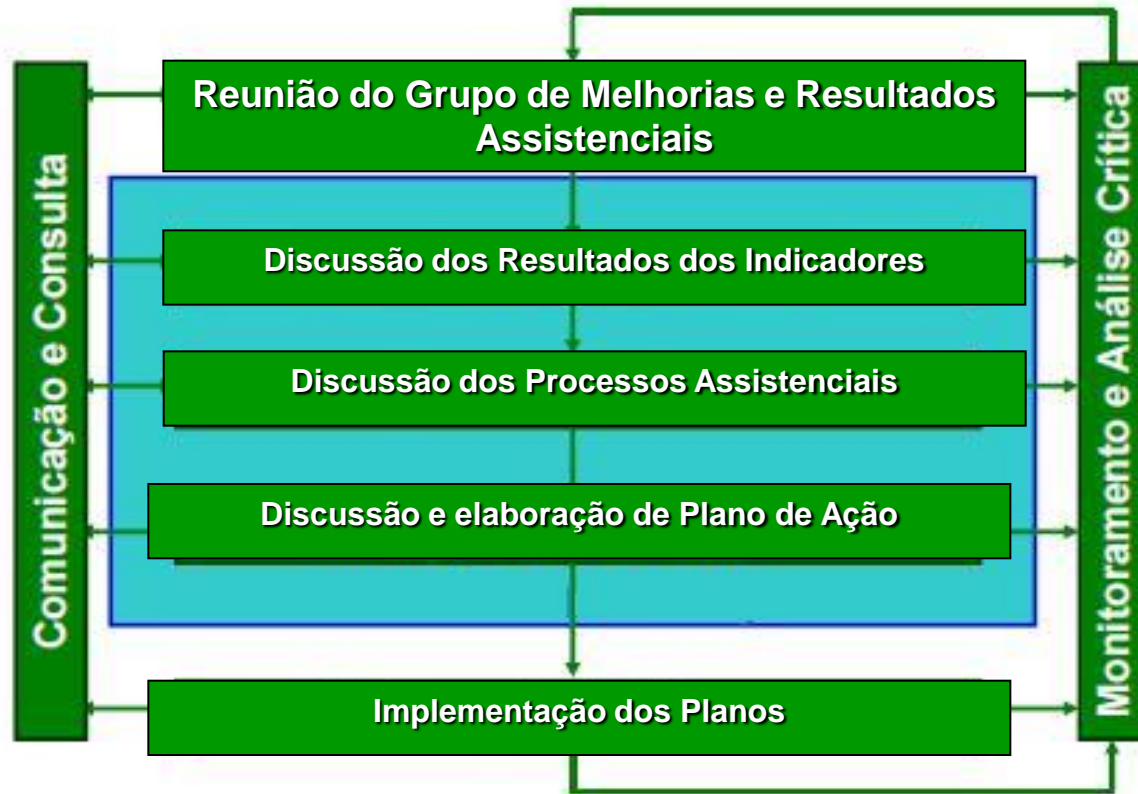 Reunião do Grupo de Melhorias e Resultados
Assistenciais
Comunicação e Consulta
Discussão dos Resultados dos Indicadores
Discussão dos Processos Assistenciais
Discussão e elaboração de Plano de Ação
Implementação dos Planos
Monitoramento e Análise Crítica